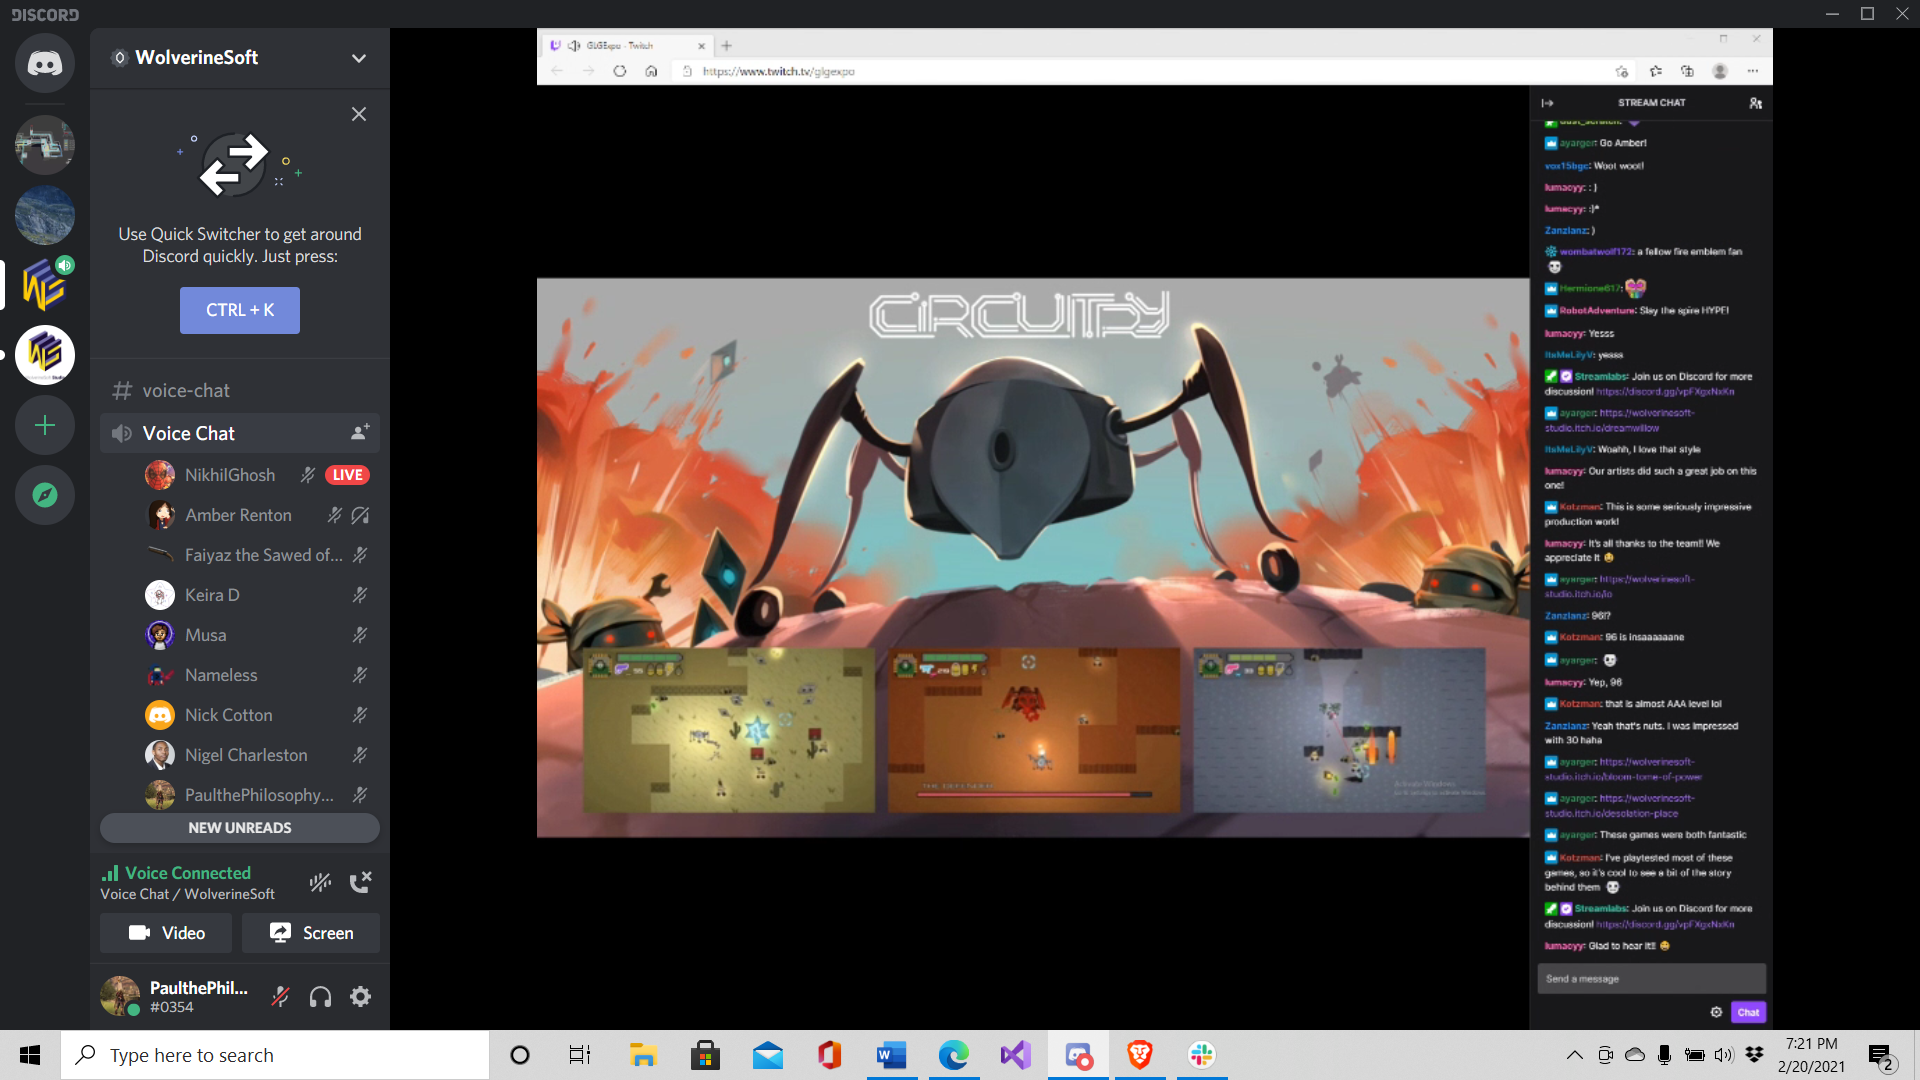 DISCORD
WolverineSoft
Use Quick Switcher to get around
Discord quickly. Just press:
CTRL + K
voice-chat
Voice Chat
NikhilGhosh
LIVE
Amber Renton
Faiyaz the Sawed of...
Keira D
Musa
Nameless
Nick Cotton
Nigel Charleston
PaulthePhilosophy...
NEW UNREADS
Voice Connected
Voice Chat / WolverineSoft
Video
Screen
PaulthePhil...
#0354
GLGExpo - Twitch
https://www.twitch.tv/glgexpo
CIRCUITRY
THE DEFENDER
Activate Windows
STREAM CHAT
ayarger: Go Amber!
vox15bgc: Woot woot!
lumacyy: : )
lumacyy: :)*
Zanzlanz: )
wombatwolf172: a fellow fire emblem fan
Hermione617:
RobotAdventure: Slay the spire HYPE!
lumacyy: Yesss
ItsMeLilyV: yesss
Streamlabs: Join us on Discord for more
discussion! https://discord.gg/vpFXgxNxKn
ayarger: https://wolverinesoft-
studio.itch.io/dreamwillow
ItsMeLilyV: Woahh, I love that style
lumacyy: Our artists did such a great job on this
one!
Kotzman: This is some seriously impressive
production work!
lumacyy: It's all thanks to the team!! We
appreciate it
ayarger: https://wolverinesoft-
studio.itch.io/io
Zanzlanz: 96!?
Kotzman: 96 is insaaaaaane
ayarger:
lumacyy: Yep, 96
Kotzman: that is almost AAA level lol
Zanzlanz: Yeah that's nuts. I was impressed
with 30 haha
ayarger: https://wolverinesoft-
studio.itch.io/bloom-tome-of-power
ayarger: https://wolverinesoft-
studio.itch.io/desolation-place
ayarger: These games were both fantastic
Kotzman: I've playtested most of these
games, so it's cool to see a bit of the story
behind them
Streamlabs: Join us on Discord for more
discussion! https://discord.gg/vpFXgxNxKn
lumacyy: Glad to hear it!!
Send a message
Chat
Type here to search
7:21 PM
2/20/2021
2